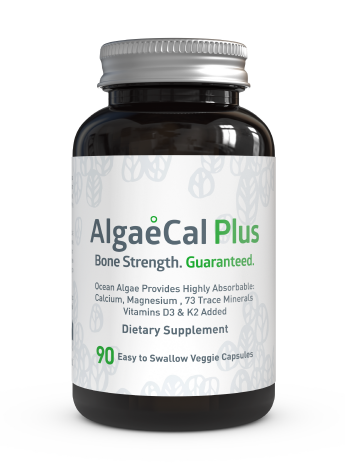 AlgaeCal Plus
Bone Strength. Guaranteed.
Ocean Algae Provides Highly Absorbable:
Calcium, Magnesium , 73 Trace Minerals
Vitamins D3 & K2 Added
Dietary Supplement
90 Easy to Swallow Veggie Capsules